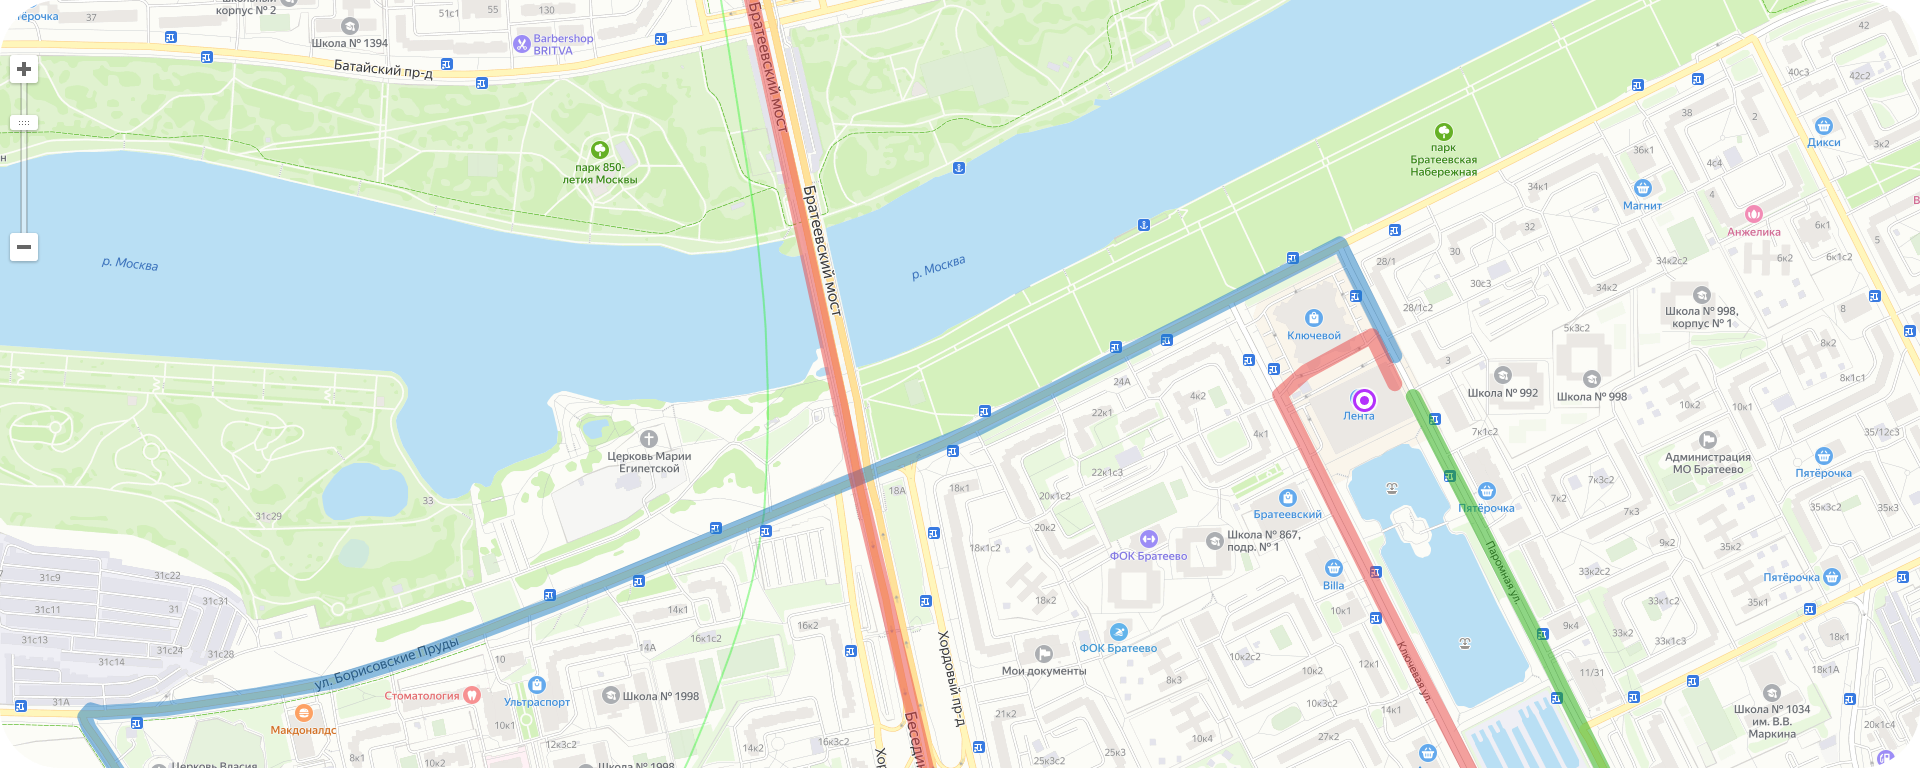 школьный
корпус № 2
Пятёрочка
37
51с1
55
130
Школа № 1394
Barbershop
BRITVA
Батайский пр-д
Братеевский мост
парк 850-
летия Москвы
р. Москва
Братеевский мост
р. Москва
парк
Братеевская
Набережная
42
40с3
42с2
38
2
Дикси
3к2
36к1
4с4
4
34к1
Магнит
Анжелика
6к1
5
32
30
28/1
34к2с2
6к2
6к1с2
30с3
34к2
28/1с2
Школа № 998,
корпус № 1
8
Ключевой
5к3с2
8к2
3
24А
4к2
Школа № 992
Школа № 998
8к1с1
10к2
Лента
22к1
4к1
7к1с2
35/12с3
Церковь Марии
Египетской
Администрация
МО Братеево
Пятёрочка
22к1с3
7к3с2
33
18А
18к1
20к1с2
Братеевский
Пятёрочка
7к2
7к3
35к3с2
35к3
31с29
20к2
Школа № 867,
подр. № 1
ФОК Братеево
18к1с2
9к2
35к2
Паромная ул.
31с9
31с22
Billa
33к2с2
Пятёрочка
31с11
31
31с31
14к1
18к2
10к1
33к1с2
35к1
31с13
31с24
31с28
16к1с2
16к2
ФОК Братеево
9к4
33к2
33к1с3
18к1
31с14
14А
ул. Борисовские Пруды
10
Хордовый пр-д
Мои документы
10к2с2
12к1
10к2
8к3
11/31
18к1А
31А
Стоматология
Ультраспорт
Школа № 1998
Ключевая ул.
Макдоналдс
21к2
10к3с2
14к1
Школа № 1034
им. В.В.
Маркина
20к1с4
12к3с2
14к2
16к3с2
10к4
27к2
25к3
8к1
10к2
Церковь Власия
Школа № 1998